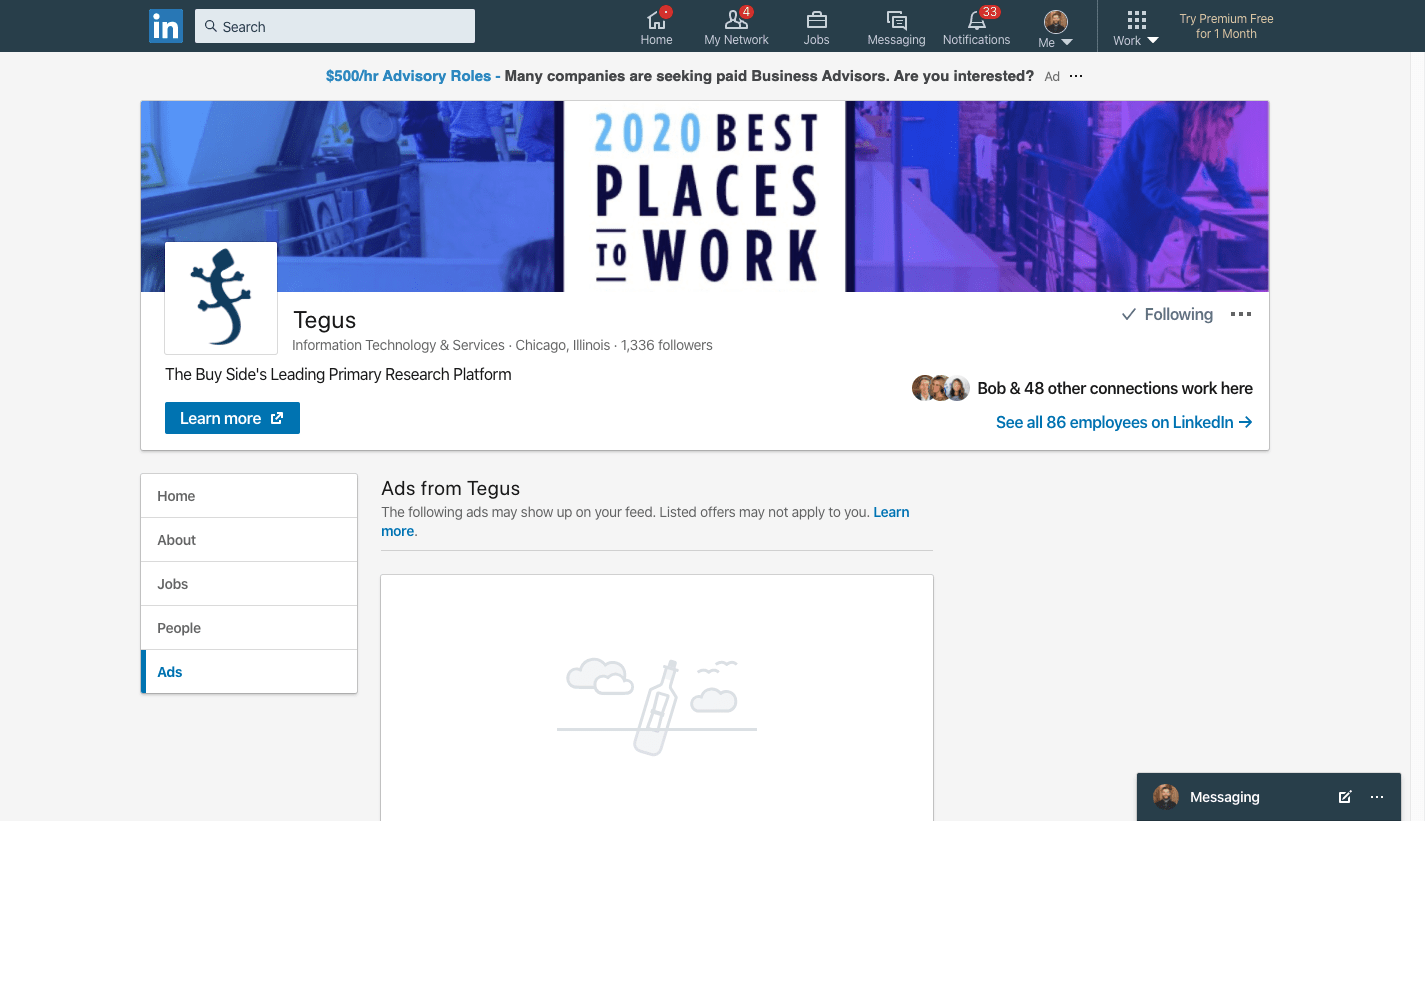 in
Search
Home
My Network
4
Jobs
Messaging
Notifications
33
Me
Work
Try Premium Free
for 1 Month
$500/hr Advisory Roles - Many companies are seeking paid Business Advisors. Are you interested? Ad
2020 BEST
PLACES
TO WORK
Tegus
Following
Information Technology & Services · Chicago, Illinois · 1,336 followers
The Buy Side's Leading Primary Research Platform
Bob & 48 other connections work here
Learn more
See all 86 employees on LinkedIn
Home
About
Jobs
People
Ads
Ads from Tegus
The following ads may show up on your feed. Listed offers may not apply to you. Learn
more.
Messaging